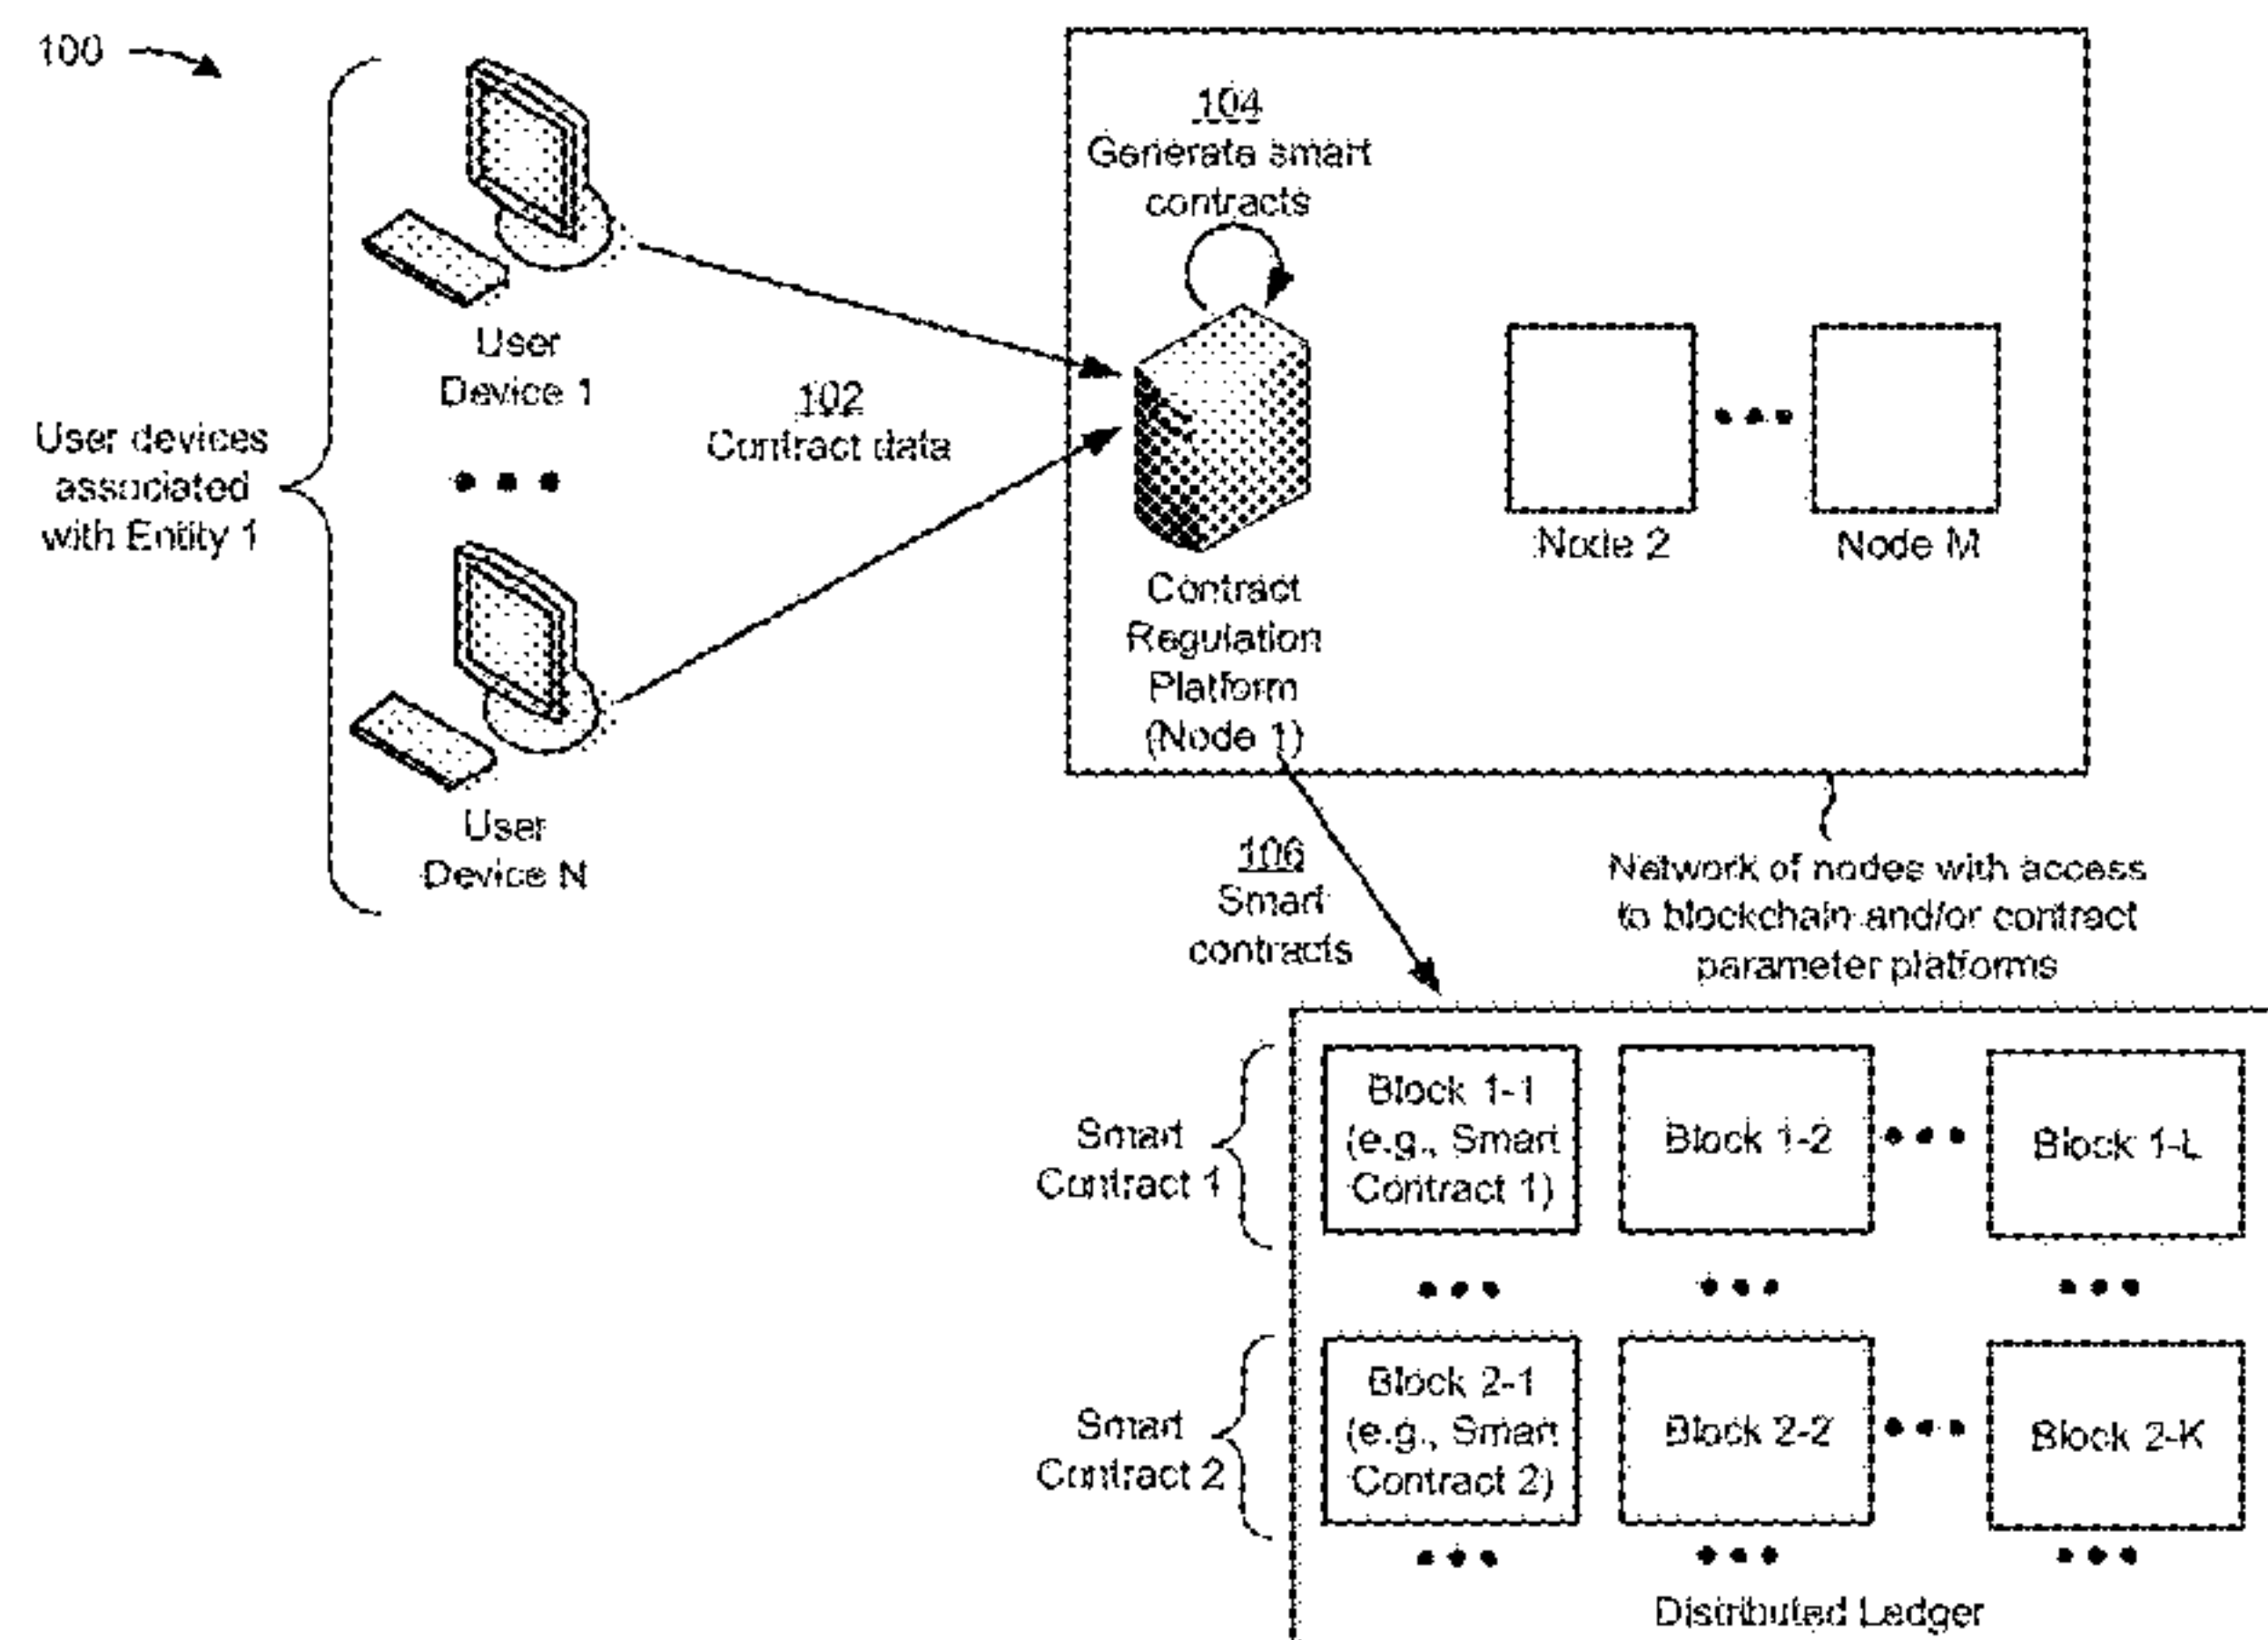 100
User
Device 1
User devices
associated
with Entity 1
User
Device N
102
Contract data
104
Generate smart
contracts
Contract
Regulation
Platform
(Node 1)
Node 2
Node M
Network of nodes with access
to blockchain and/or contract
parameter platforms
106
Smart
contracts
Smart
Contract 1
Block 1-1
(e.g., Smart
Contract 1)
Block 1-2
Block 1-L
Smart
Contract 2
Block 2-1
(e.g., Smart
Contract 2)
Block 2-2
Block 2-K
Distributed Ledger